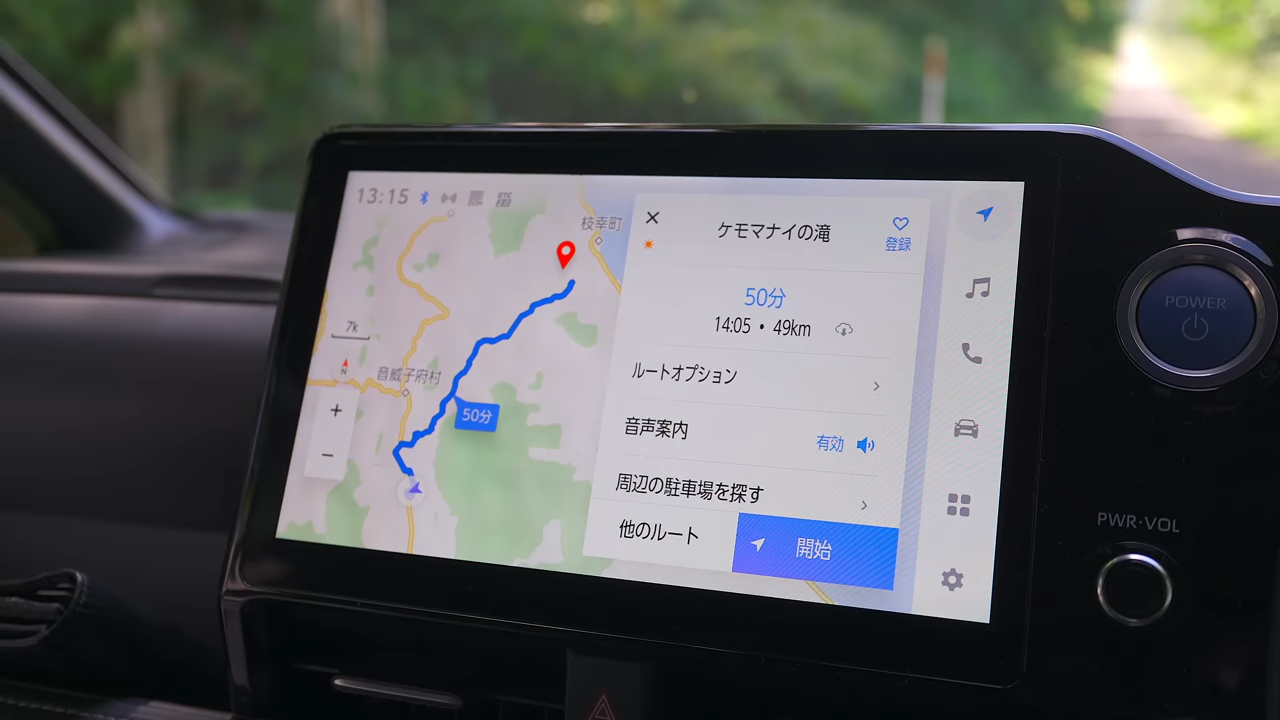 13:15
枝幸町
7k
N
音威子府村
+
−
50分
ケモマナイの滝
登録
50分
14:05 • 49km
ルートオプション
音声案内
有効
周辺の駐車場を探す
他のルート
開始
POWER
PWR·VOL